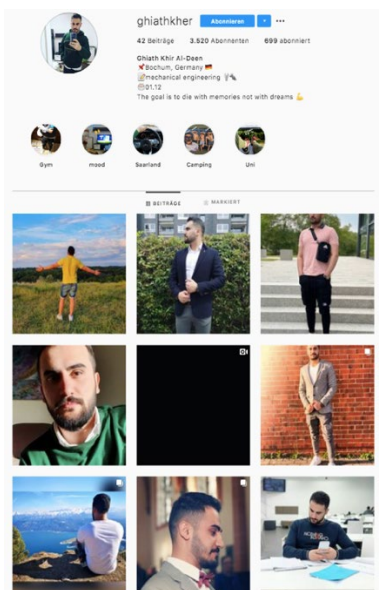 ghiathkher Abonnieren
42 Beiträge 3.520 Abonnenten 699 abonniert
Ghiath Khir Al-Deen
📌Bochum, Germany 🇩🇪
📝mechanical engineering
01.12
The goal is to die with memories not with dreams 💪
Gym mood Saarland Camping Uni
BEITRÄGE MARKIERT